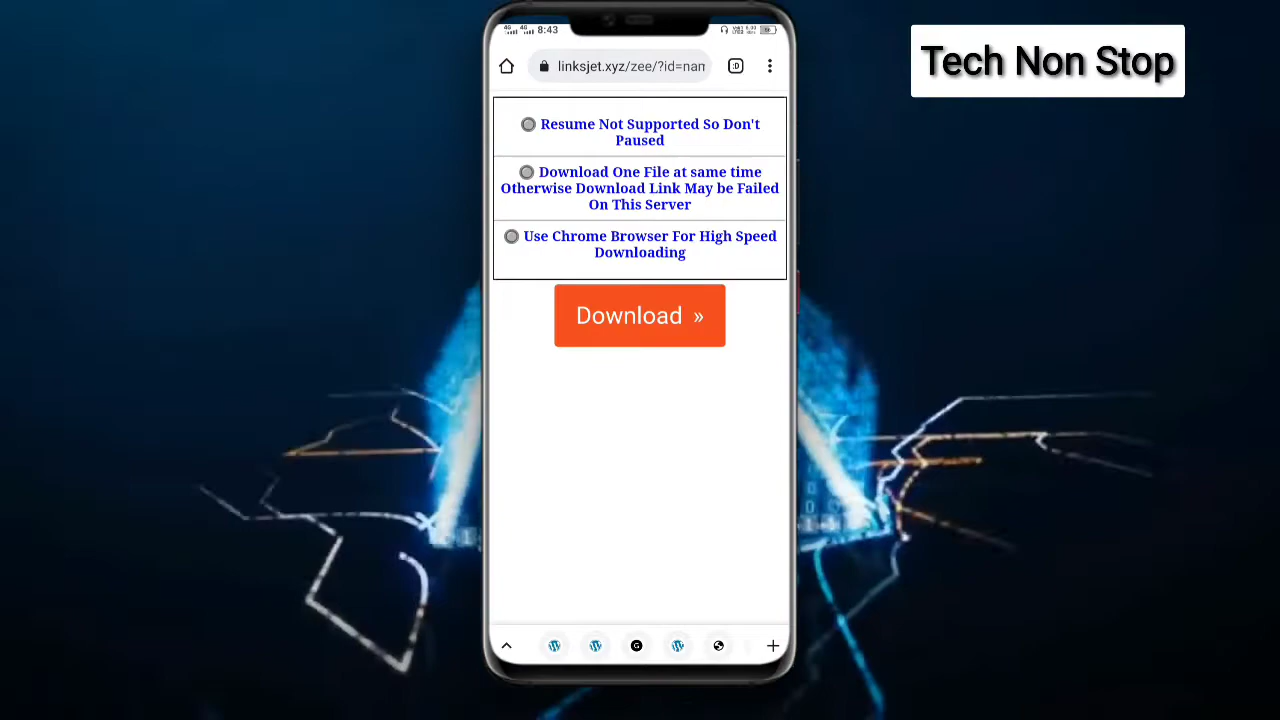 8:43
Tech Non Stop
linksjet.xyz/zee/?id=nam
:D
Resume Not Supported So Don't
Paused
Download One File at same time
Otherwise Download Link May be Failed
On This Server
Use Chrome Browser For High Speed
Downloading
Download »